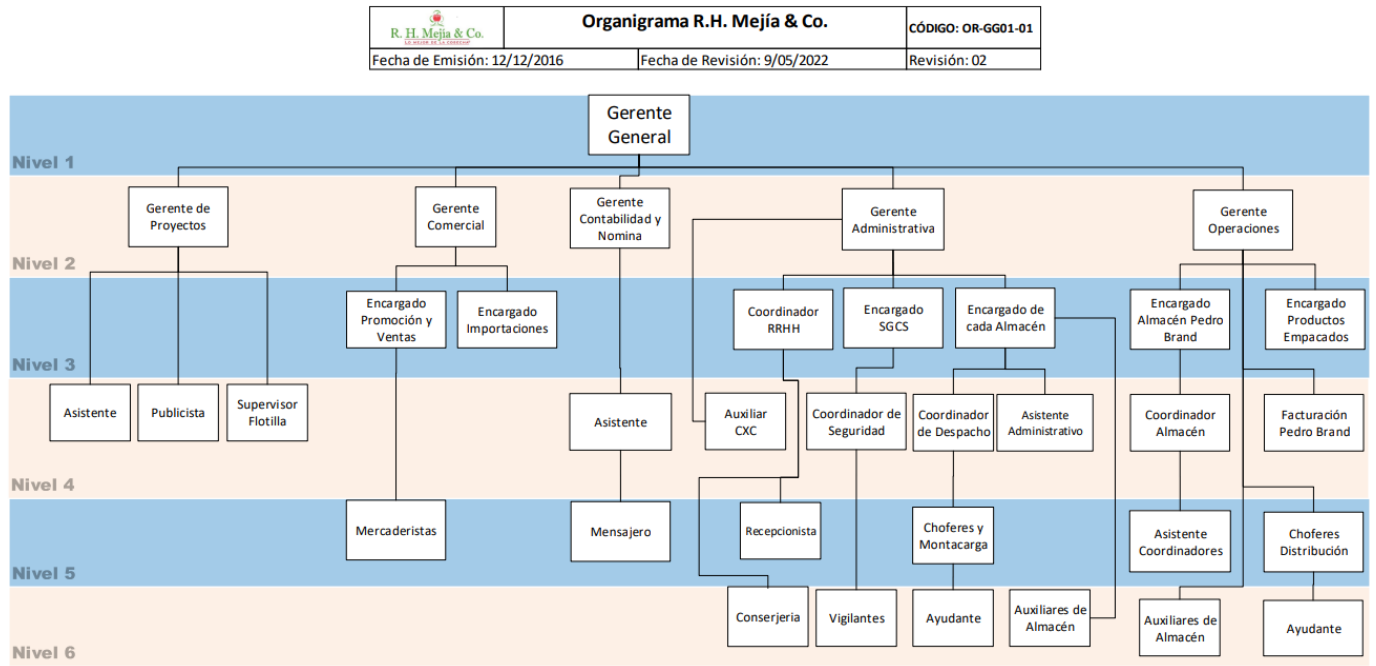 R. H. Mejía & Co.
LO MEJOR DE LA COSECHA
Organigrama R.H. Mejía & Co.
CÓDIGO: OR-GG01-01
Fecha de Emisión: 12/12/2016
Fecha de Revisión: 9/05/2022
Revisión: 02
Gerente
General
Nivel 1
Gerente de
Proyectos
Gerente
Comercial
Gerente
Contabilidad y
Nomina
Gerente
Administrativa
Gerente
Operaciones
Nivel 2
Encargado
Promoción y
Ventas
Encargado
Importaciones
Coordinador
RRHH
Encargado
SGCS
Encargado de
cada Almacén
Encargado
Almacén Pedro
Brand
Encargado
Productos
Empacados
Nivel 3
Asistente
Publicista
Supervisor
Flotilla
Asistente
Auxiliar
CXC
Coordinador de
Seguridad
Coordinador
de Despacho
Asistente
Administrativo
Coordinador
Almacén
Facturación
Pedro Brand
Nivel 4
Mercaderistas
Mensajero
Recepcionista
Choferes y
Montacarga
Asistente
Coordinadores
Choferes
Distribución
Nivel 5
Conserjeria
Vigilantes
Ayudante
Auxiliares de
Almacén
Auxiliares de
Almacén
Ayudante
Nivel 6